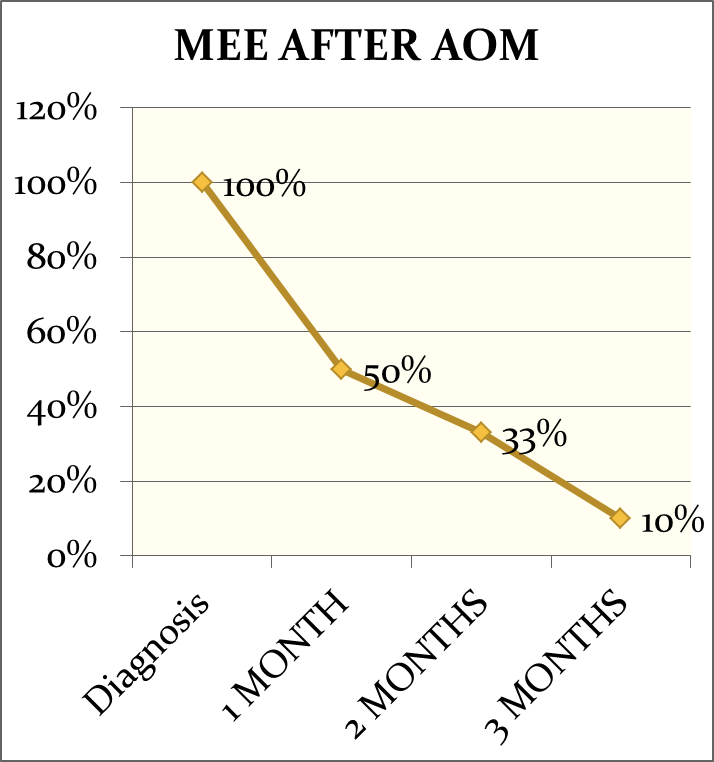 MEE AFTER AOM
120%
100%
80%
60%
40%
20%
0%
100%
50%
33%
10%
Diagnosis
1 MONTH
2 MONTHS
3 MONTHS